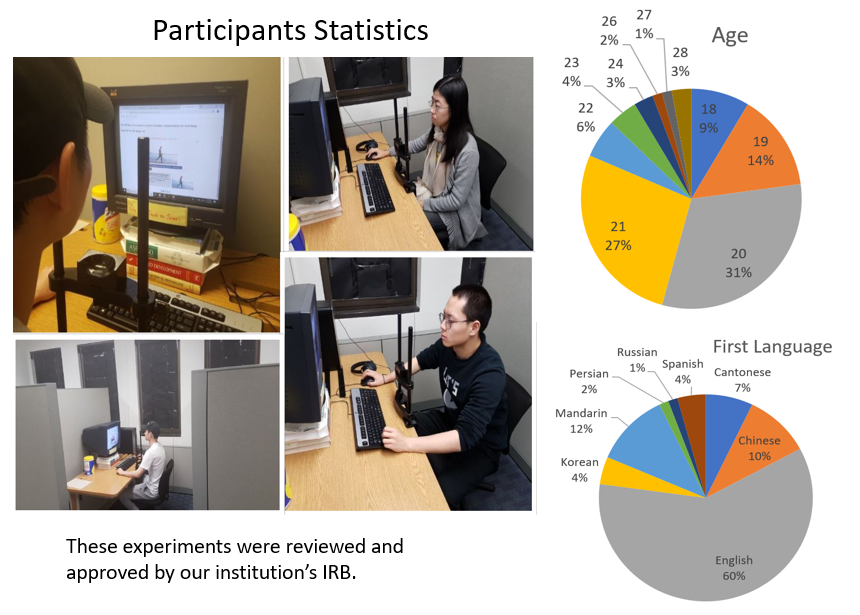 Participants Statistics
Age
18
9%
19
14%
20
31%
21
27%
22
6%
23
4%
24
3%
26
2%
27
1%
28
3%
First Language
Cantonese
7%
Chinese
10%
English
60%
Korean
4%
Mandarin
12%
Persian
2%
Russian
1%
Spanish
4%
DEVELOPMENT
LET'S
These experiments were reviewed and
approved by our institution's IRB.